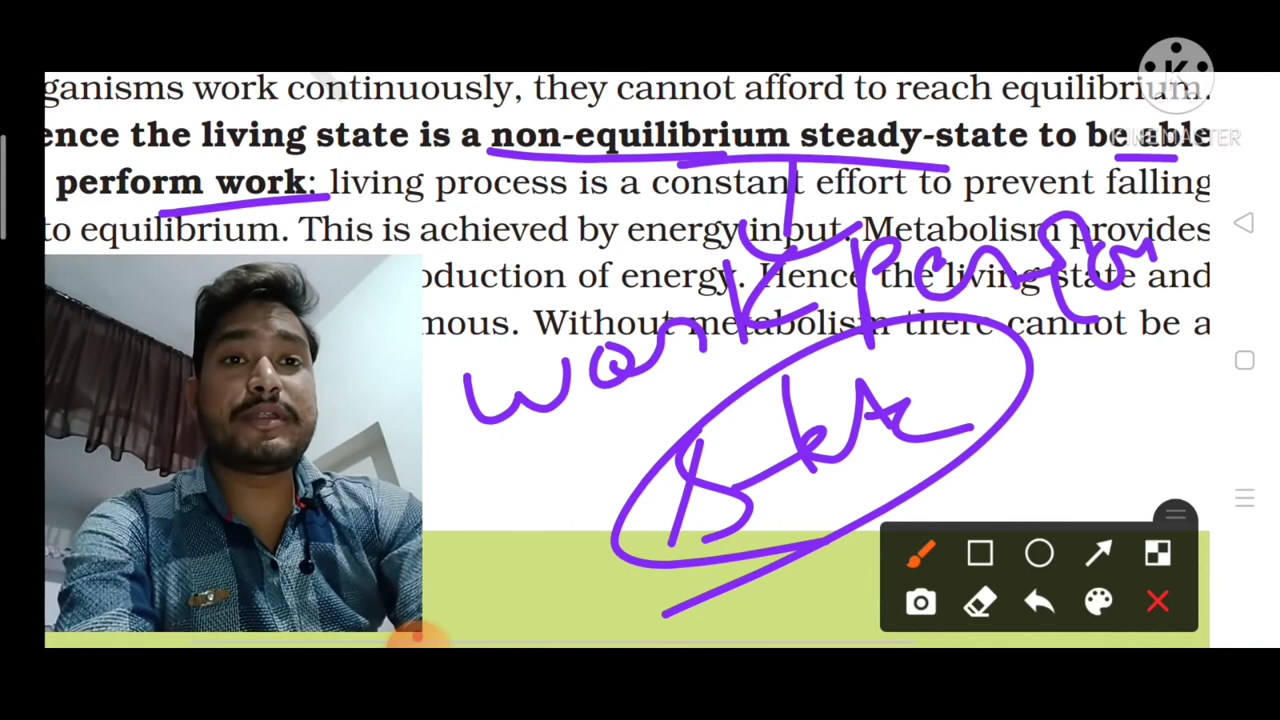 ganisms work continuously, they cannot afford to reach equilibrium.
ence the living state is a non-equilibrium steady-state to be able
perform work: living process is a constant effort to prevent falling
to equilibrium. This is achieved by energy input. Metabolism provides
oduction of energy. Hence the living state and
mous. Without metabolism there cannot be a
work perfor
KINEMASTER